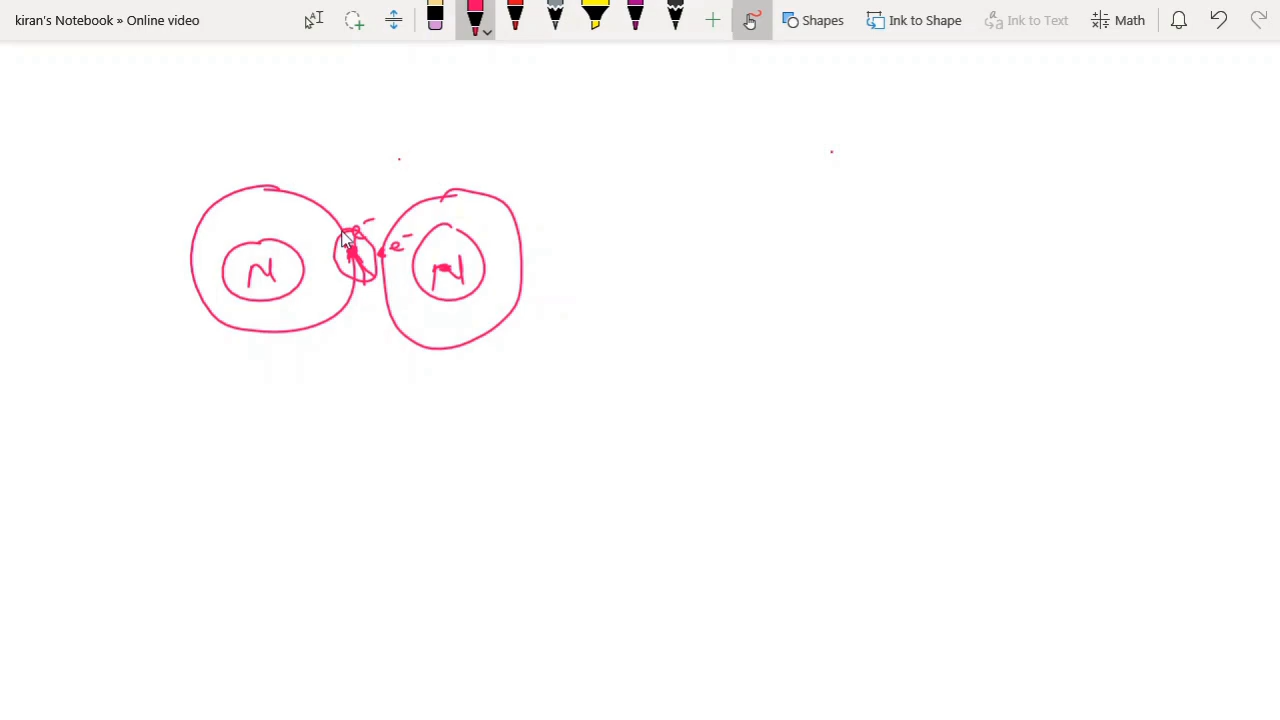 kiran's Notebook » Online video
Shapes
Ink to Shape
Ink to Text
Math
e-
e-
N
N